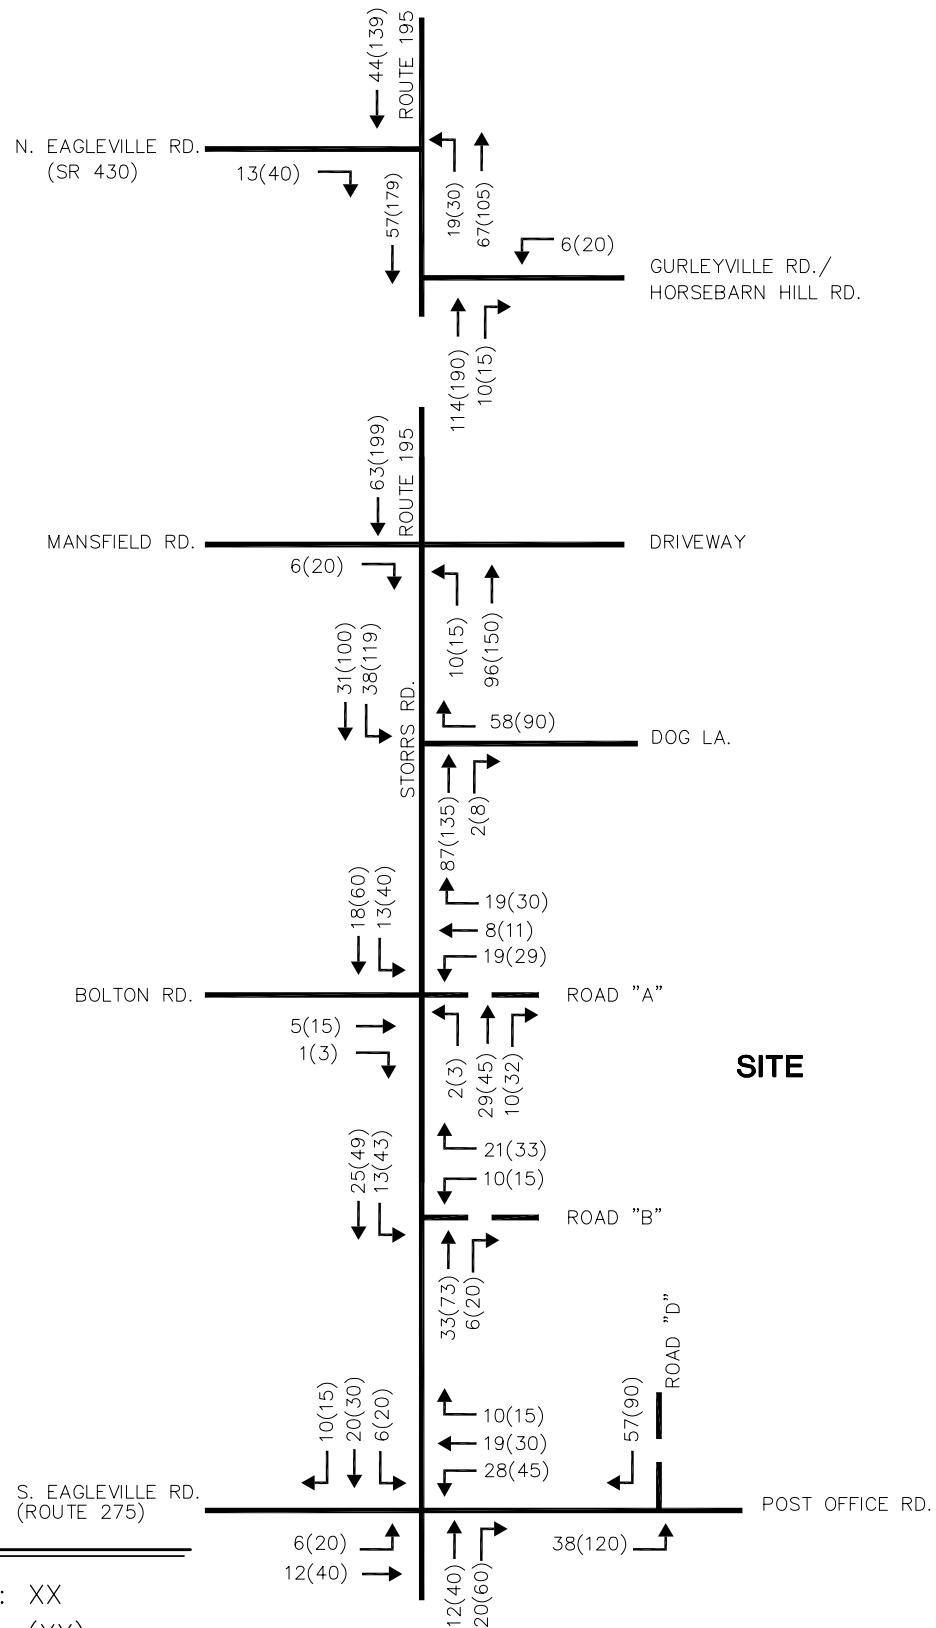 44(139)
ROUTE 195
N. EAGLEVILLE RD.
(SR 430)
13(40)
57(179)
19(30)
67(105)
6(20)
GURLEYVILLE RD./
HORSEBARN HILL RD.
114(190)
10(15)
63(199)
ROUTE 195
MANSFIELD RD.
DRIVEWAY
6(20)
10(15)
96(150)
31(100)
38(119)
STORRS RD.
58(90)
DOG LA.
87(135)
2(8)
18(60)
13(40)
19(30)
8(11)
19(29)
BOLTON RD.
ROAD "A"
5(15)
1(3)
2(3)
29(45)
10(32)
SITE
25(49)
13(43)
21(33)
10(15)
ROAD "B"
33(73)
6(20)
ROAD "D"
10(15)
20(30)
6(20)
10(15)
19(30)
28(45)
57(90)
S. EAGLEVILLE RD.
(ROUTE 275)
POST OFFICE RD.
6(20)
12(40)
12(40)
20(60)
38(120)
: XX
(XX)